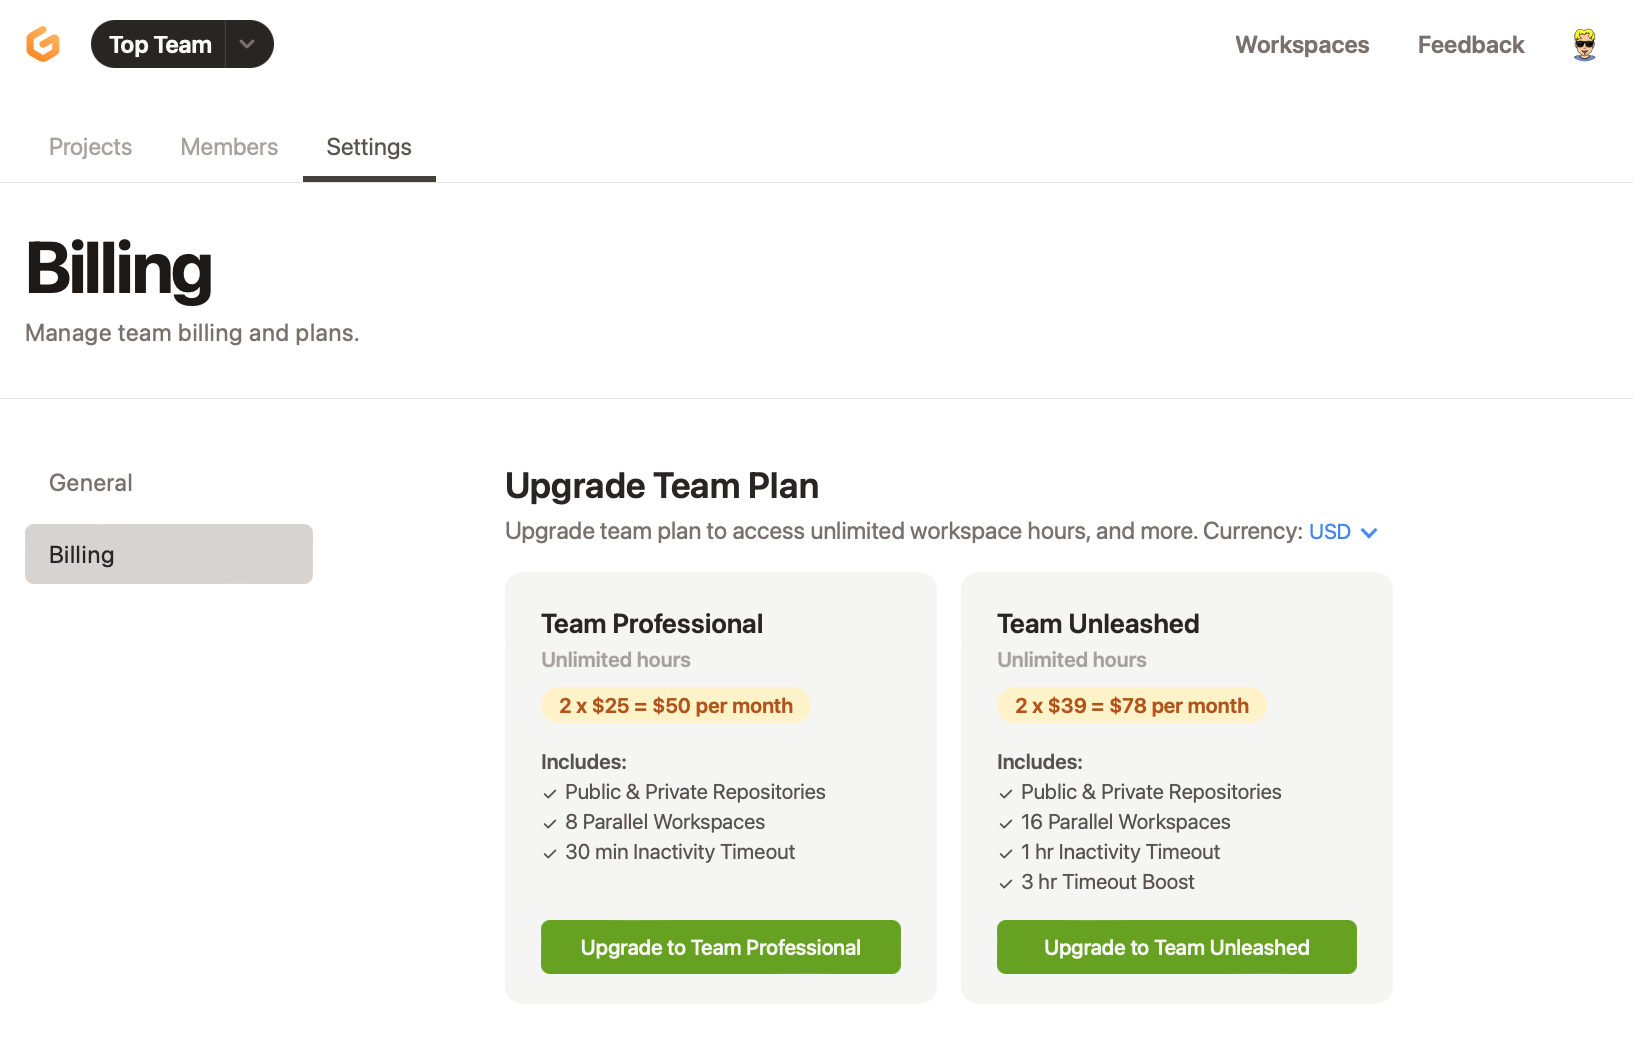 Top Team
Workspaces
Feedback
Projects
Members
Settings
Billing
Manage team billing and plans.
General
Billing
Upgrade Team Plan
Upgrade team plan to access unlimited workspace hours, and more. Currency: USD
Team Professional
Unlimited hours
2 x $25 = $50 per month
Includes:
Public & Private Repositories
8 Parallel Workspaces
30 min Inactivity Timeout
Upgrade to Team Professional
Team Unleashed
Unlimited hours
2 x $39 = $78 per month
Includes:
Public & Private Repositories
16 Parallel Workspaces
1 hr Inactivity Timeout
3 hr Timeout Boost
Upgrade to Team Unleashed